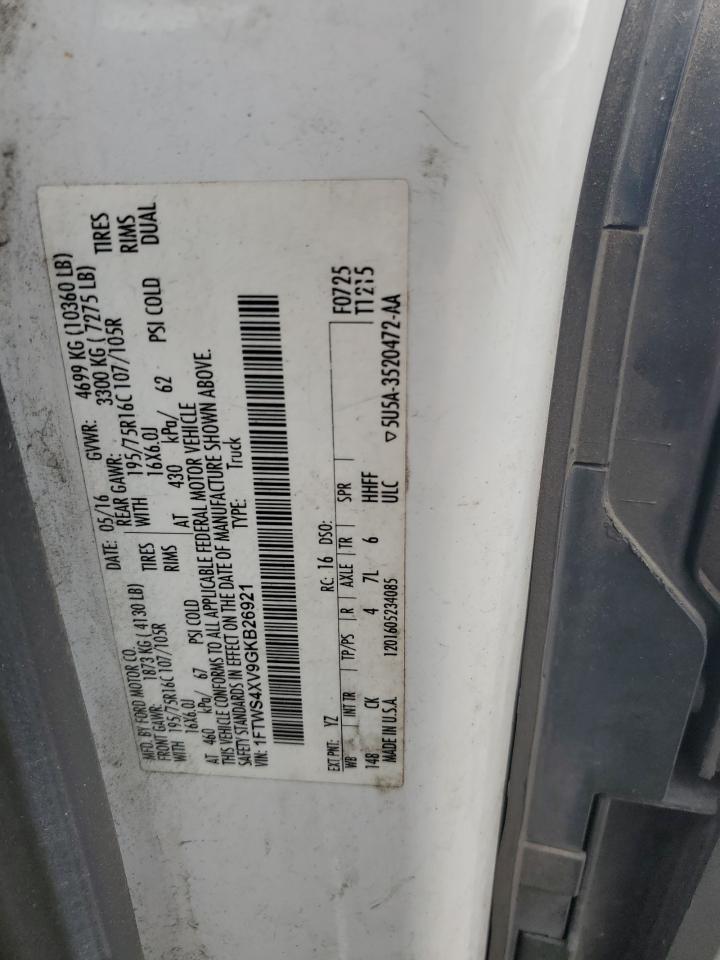 MFD. BY FORD MOTOR CO. DATE: 05/16 GVWR: 4699 KG (10360 LB)
FRONT GAWR: 1873 KG ( 4130 LB) REAR GAWR: 3300 KG ( 7275 LB)
WITH 195/75R16C 107/105R TIRES WITH 195/75R16C 107/105R TIRES
16X6.0J RIMS 16X6.0J RIMS
AT 460 kPa/ 67 PSI COLD AT 430 kPa/ 62 PSI COLD DUAL
THIS VEHICLE CONFORMS TO ALL APPLICABLE FEDERAL MOTOR VEHICLE
SAFETY STANDARDS IN EFFECT ON THE DATE OF MANUFACTURE SHOWN ABOVE.
VIN: 1FTWS4XV9GKB26921 TYPE: Truck
F0725
EXT PNT: YZ RC: 16 DSO: T1215
WB INT TR TP/PS R AXLE TR SPR
148 CK 4 7L 6 HHFF
MADE IN U.S.A. 1201605234085 ULC ▽5U5A-3520472-AA